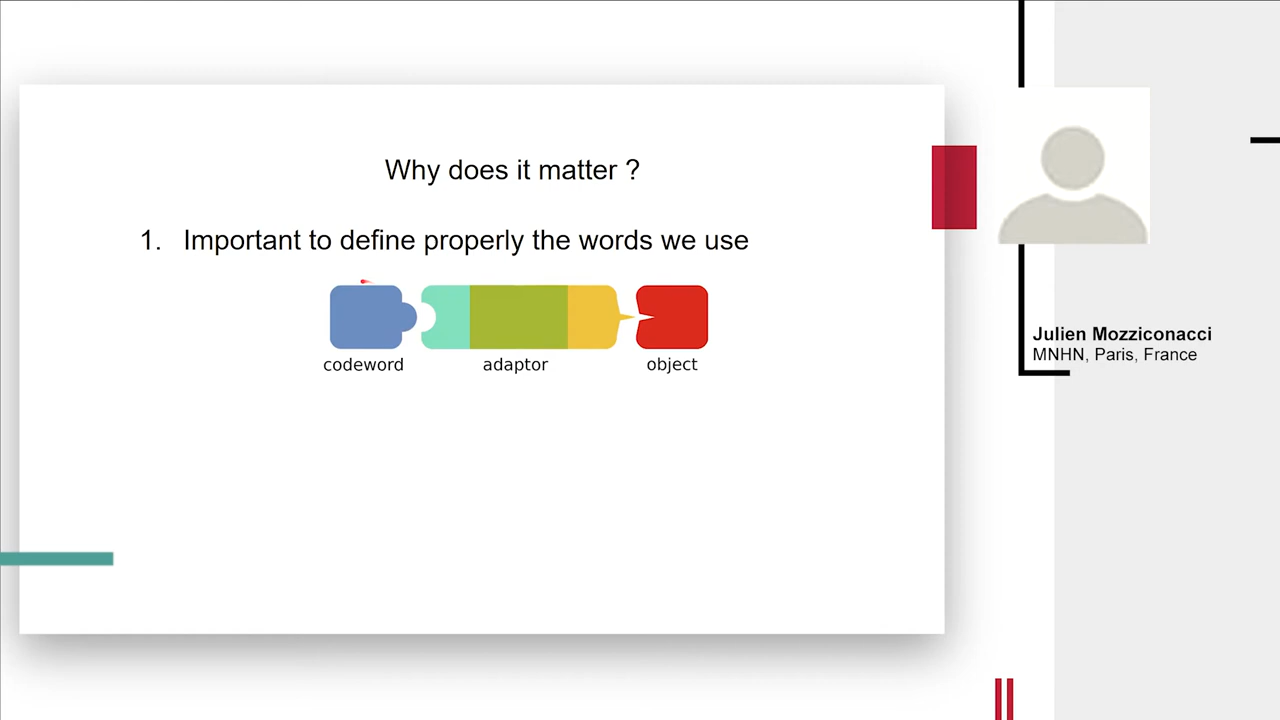 Why does it matter ?
1. Important to define properly the words we use
codeword adaptor object
Julien Mozziconacci
MNHN, Paris, France